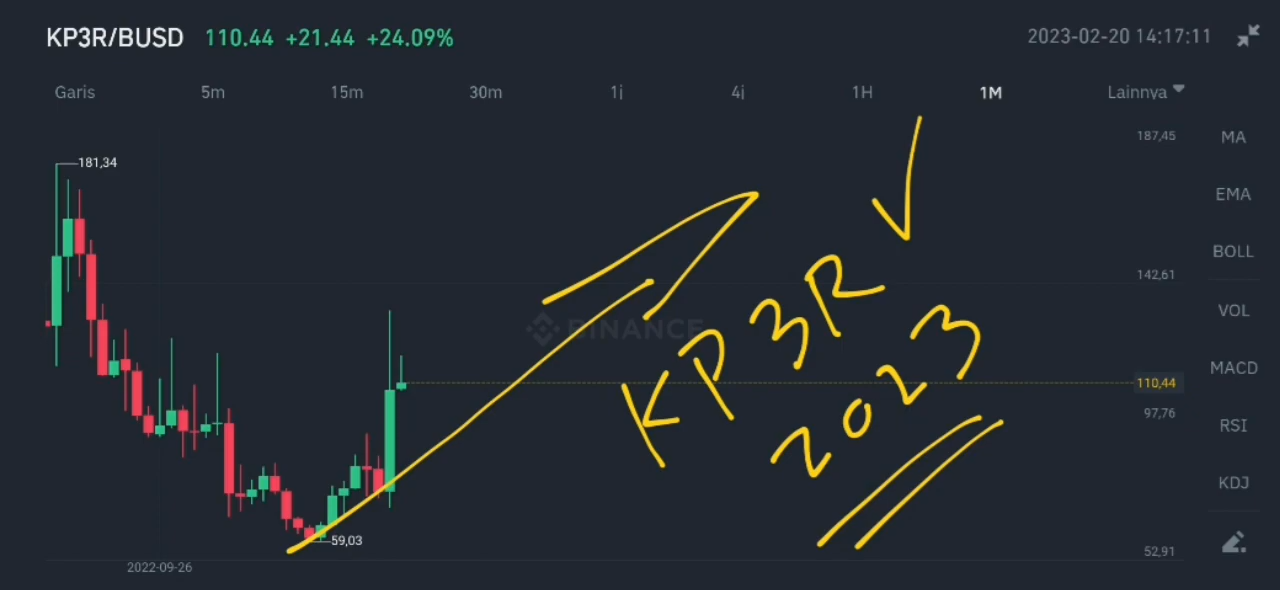 KP3R/BUSD 110.44 +21.44 +24.09% 2023-02-20 14:17:11
Garis 5m 15m 30m 1j 4j 1H 1M Lainnya
187,45
MA
181,34
EMA
BOLL
142,61
VOL
BINANCE
MACD
110,44
97,76
RSI
KDJ
59,03
52,91
2022-09-26
KP3R
2023